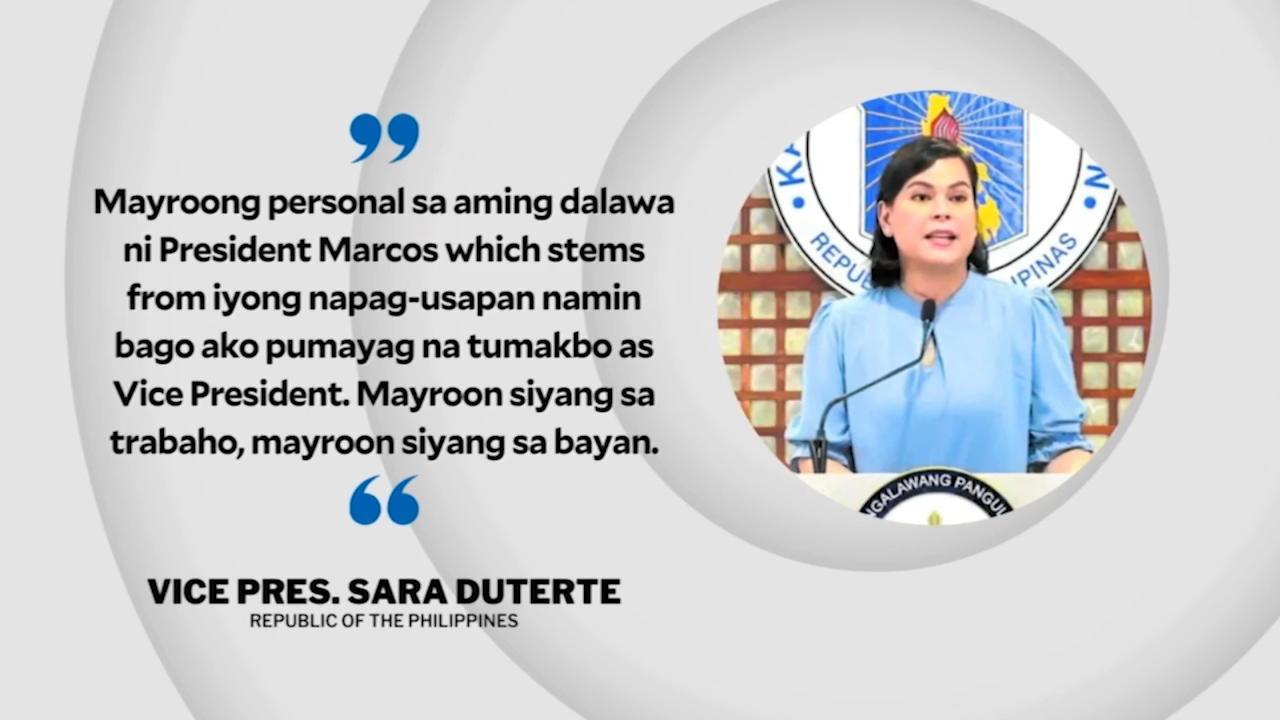 Mayroong personal sa aming dalawa
ni President Marcos which stems
from iyong napag-usapan namin
bago ako pumayag na tumakbo as
Vice President. Mayroon siyang sa
trabaho, mayroon siyang sa bayan.
VICE PRES. SARA DUTERTE
REPUBLIC OF THE PHILIPPINES